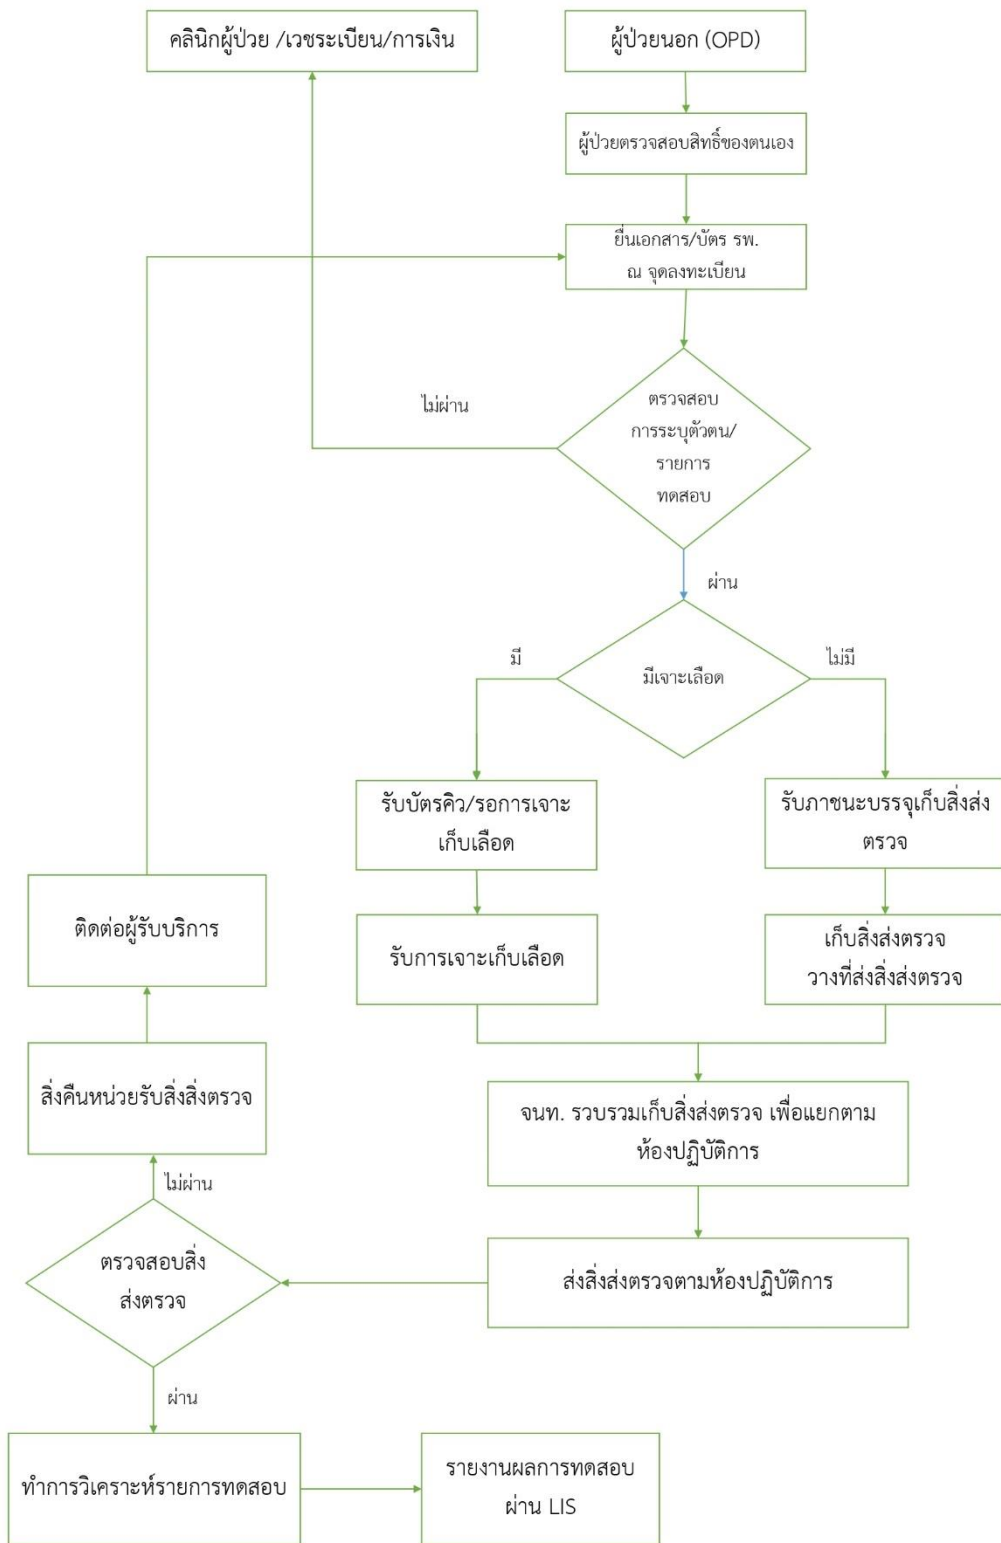 คลินิกผู้ป่วย /เวชระเบียน/การเงิน
ผู้ป่วยนอก (OPD)
ผู้ป่วยตรวจสอบสิทธิ์ของตนเอง
ยื่นเอกสาร/บัตร รพ.
ณ จุดลงทะเบียน
ไม่ผ่าน
ตรวจสอบ
การระบุตัวตน/
รายการ
ทดสอบ
ผ่าน
มี
มีเจาะเลือด
ไม่มี
รับบัตรคิว/รอการเจาะ
เก็บเลือด
รับภาชนะบรรจุเก็บสิ่งส่ง
ตรวจ
รับการเจาะเก็บเลือด
เก็บสิ่งส่งตรวจ
วางที่ส่งสิ่งส่งตรวจ
ติดต่อผู้รับบริการ
สิ่งคืนหน่วยรับสิ่งสิ่งตรวจ
จนท. รวบรวมเก็บสิ่งส่งตรวจ เพื่อแยกตาม
ห้องปฏิบัติการ
ไม่ผ่าน
ตรวจสอบสิ่ง
ส่งตรวจ
ส่งสิ่งส่งตรวจตามห้องปฏิบัติการ
ผ่าน
ทำการวิเคราะห์รายการทดสอบ
รายงานผลการทดสอบ
ผ่าน LIS